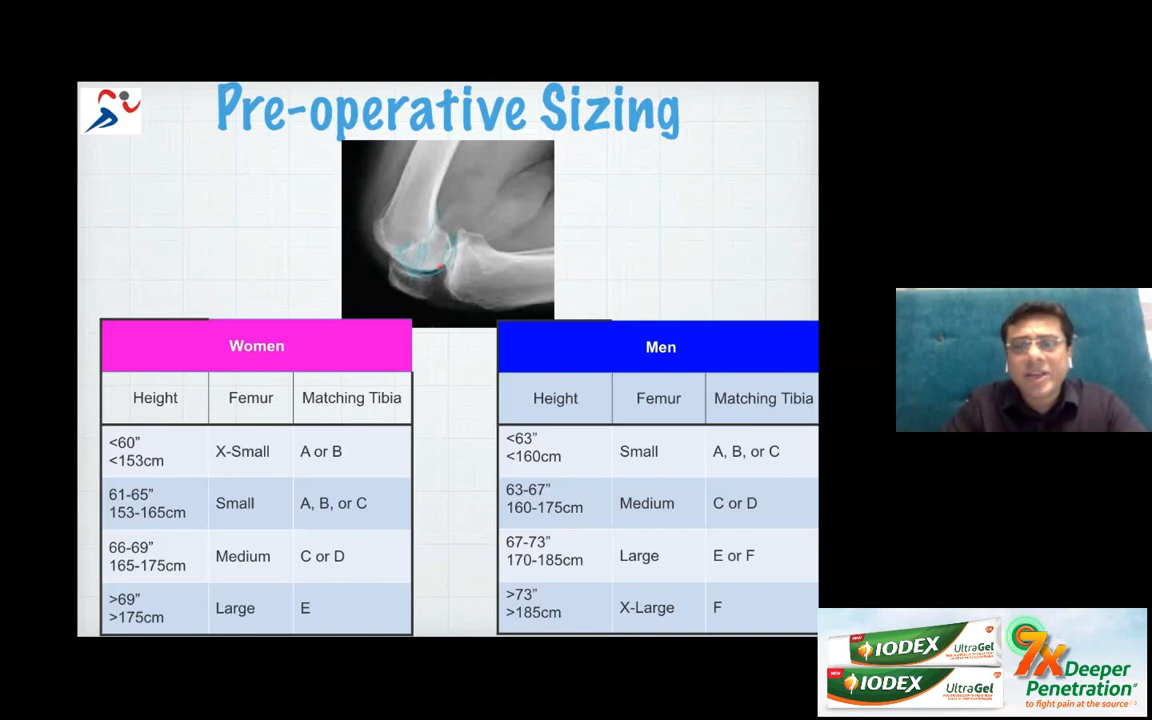 Pre-operative Sizing
Women
Height Femur Matching Tibia
<60”
<153cm
X-Small
A or B
61-65”
153-165cm
Small
A, B, or C
66-69”
165-175cm
Medium
C or D
>69”
>175cm
Large
E
Men
Height Femur Matching Tibia
<63”
<160cm
Small
A, B, or C
63-67”
160-175cm
Medium
C or D
67-73”
170-185cm
Large
E or F
>73”
>185cm
X-Large
F
IODEX UltraGel
NEW
IODEX UltraGel
7X Deeper
Penetration
to fight pain at the source